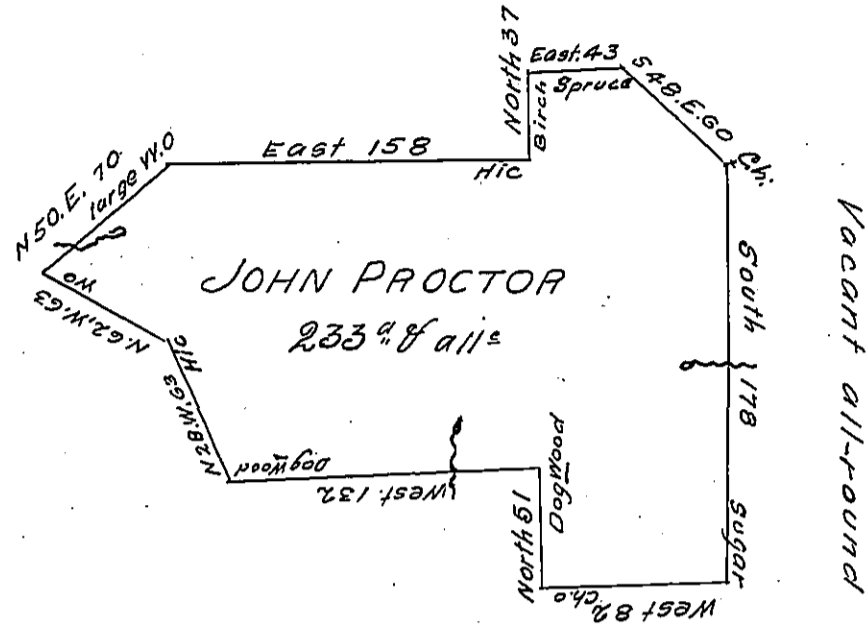 North 37
East. 43
Birch
Spruce
S 48. E. 60
Ch.
East 158
Hic
N 50. E. 70.
large W.O
WO
N. 62, W. 63
Hic
N 28. W. 63
JOHN PROCTOR
233 a & alls
South 178
Sugar
Vacant all-round
Dogwood
West. 132
Dogwood
North 51
Ch.o
West 82